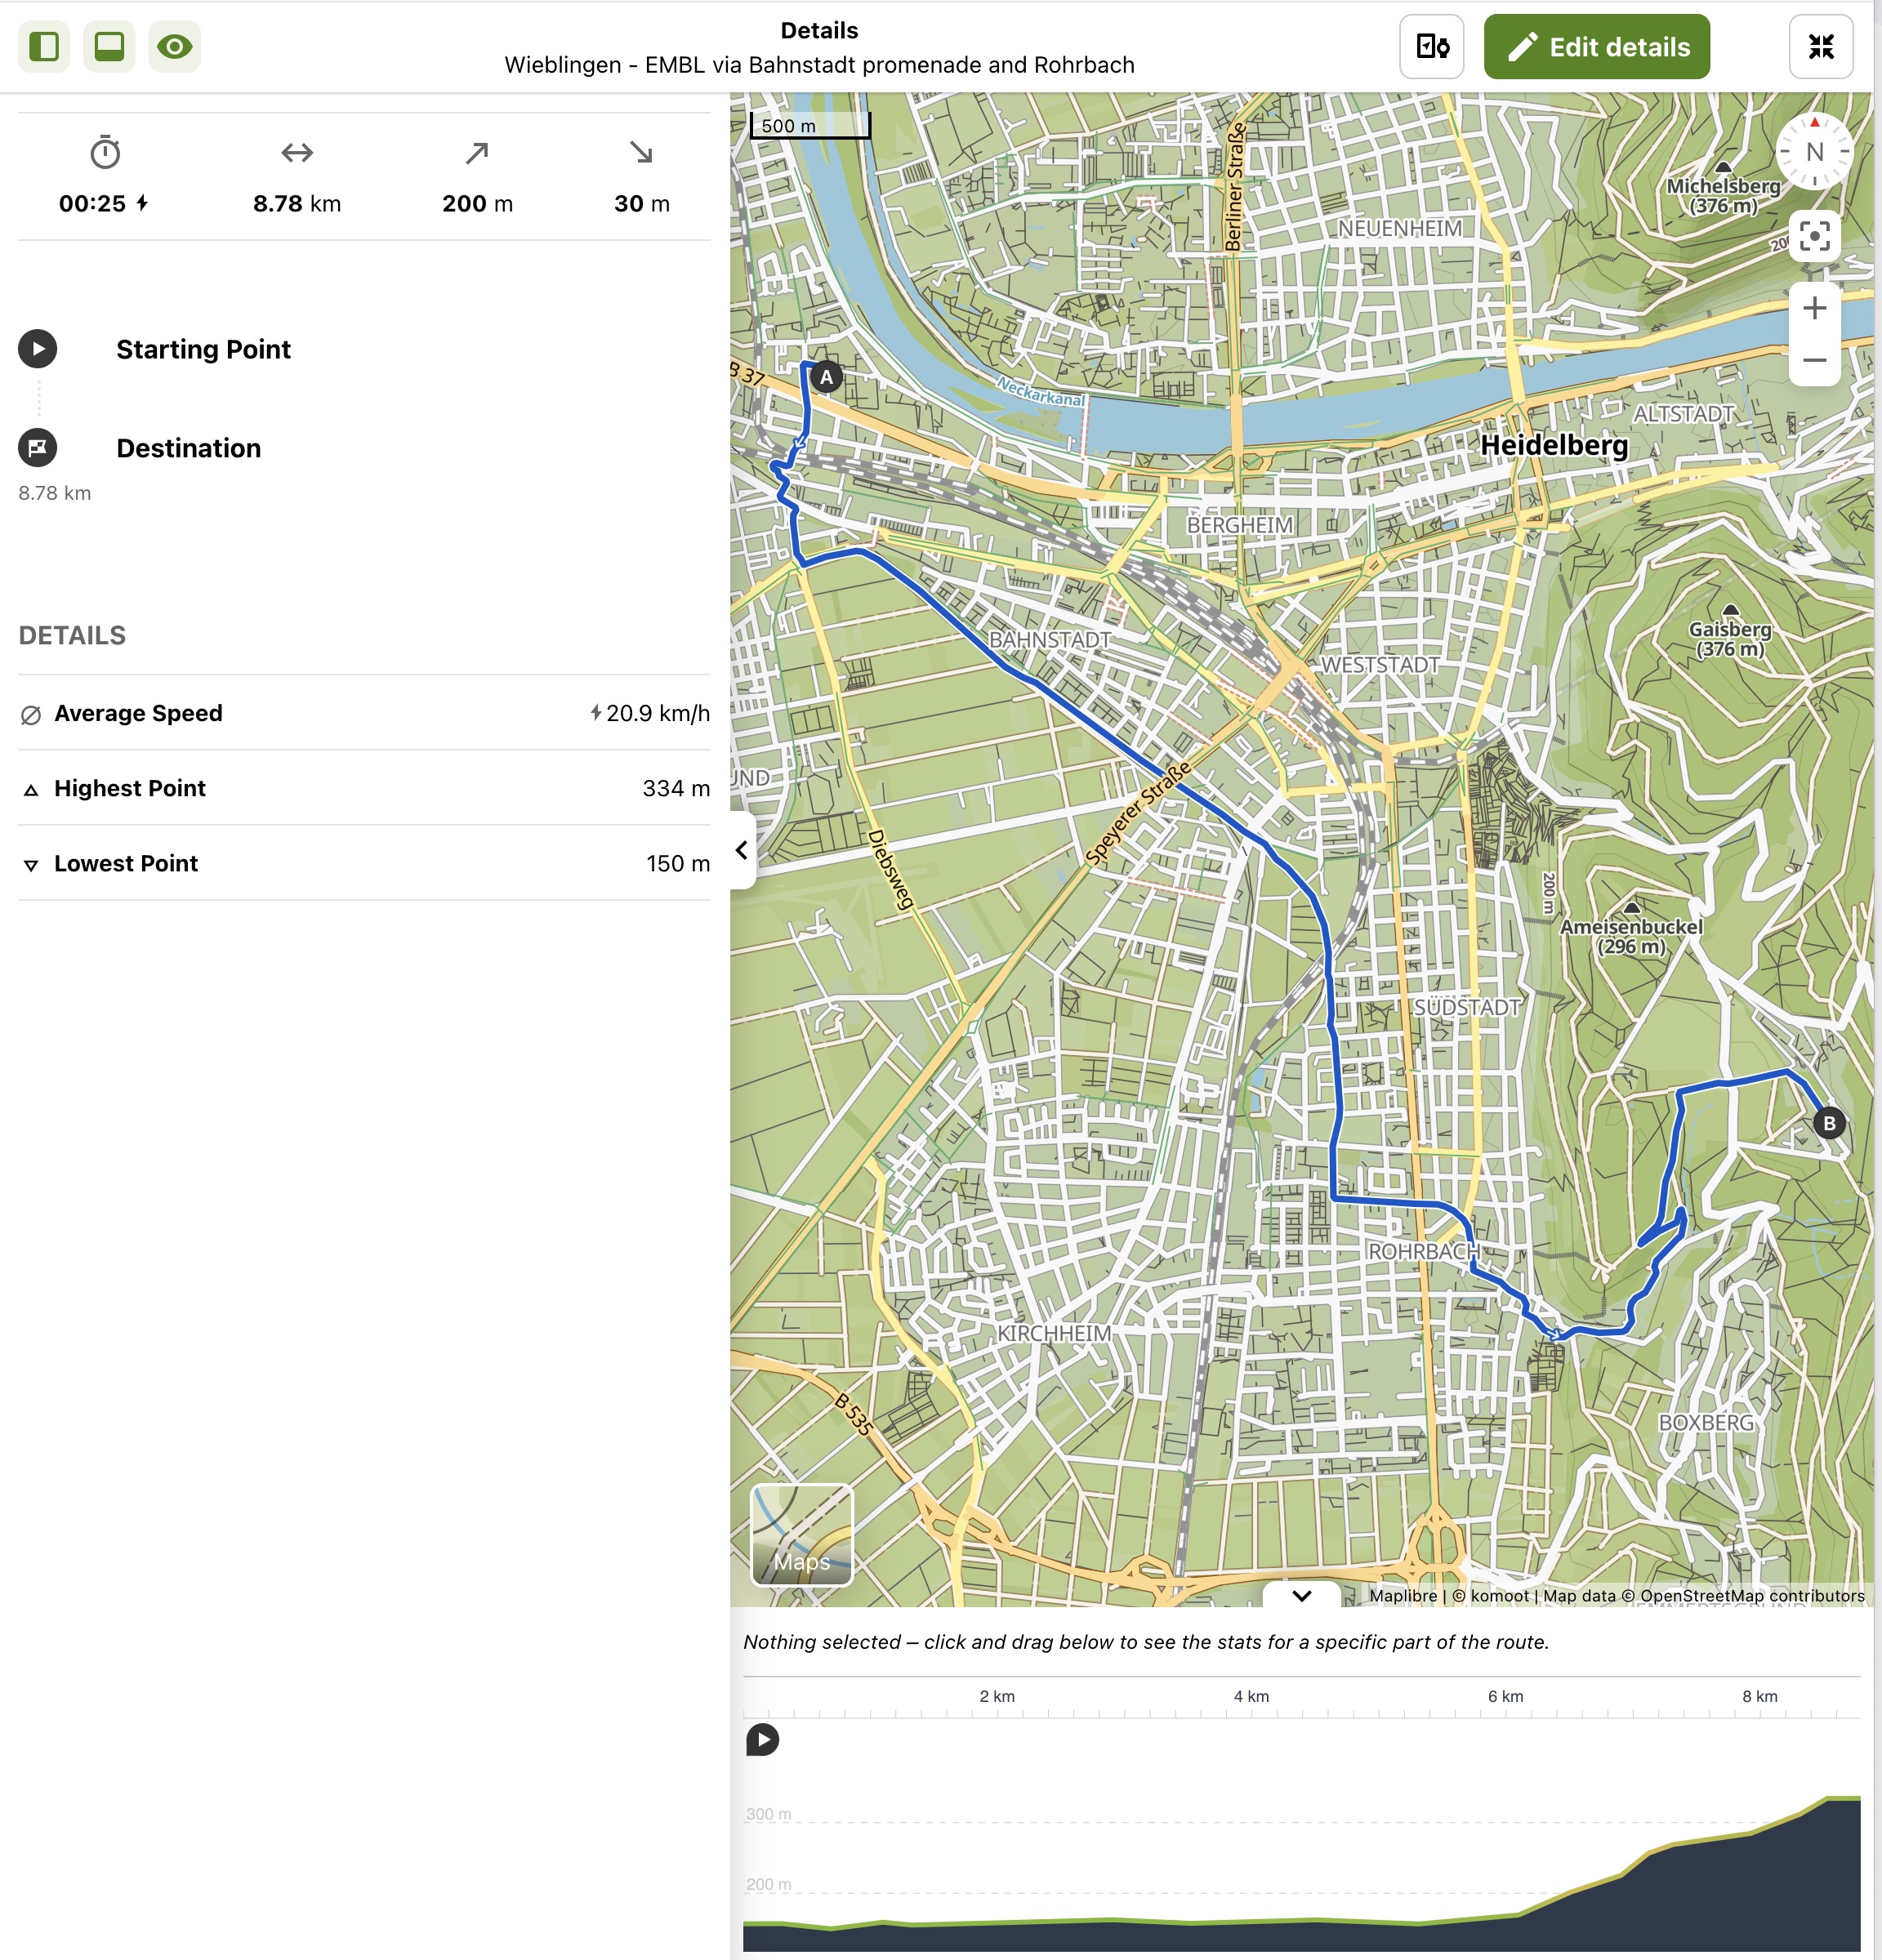 Details
Wieblingen - EMBL via Bahnstadt promenade and Rohrbach
Edit details
00:25
8.78 km
200 m
30 m
Starting Point
Destination
8.78 km
DETAILS
Average Speed
20.9 km/h
Highest Point
334 m
Lowest Point
150 m
500 m
Berliner Straße
NEUENHEIM
Michelsberg
(376 m)
N
200
B 37
A
Neckarkanal
ALTSTADT
Heidelberg
BERGHEIM
Gaisberg
(376 m)
BAHNSTADT
WESTSTADT
UND
Speyerer Straße
Diebsweg
200 m
Ameisenbuckel
(296 m)
SÜDSTADT
B
ROHRBACH
KIRCHHEIM
B 535
BOXBERG
Maps
Maplibre | © komoot | Map data © OpenStreetMap contributors
EMMERTSGRUND
Nothing selected – click and drag below to see the stats for a specific part of the route.
2 km
4 km
6 km
8 km
300 m
200 m